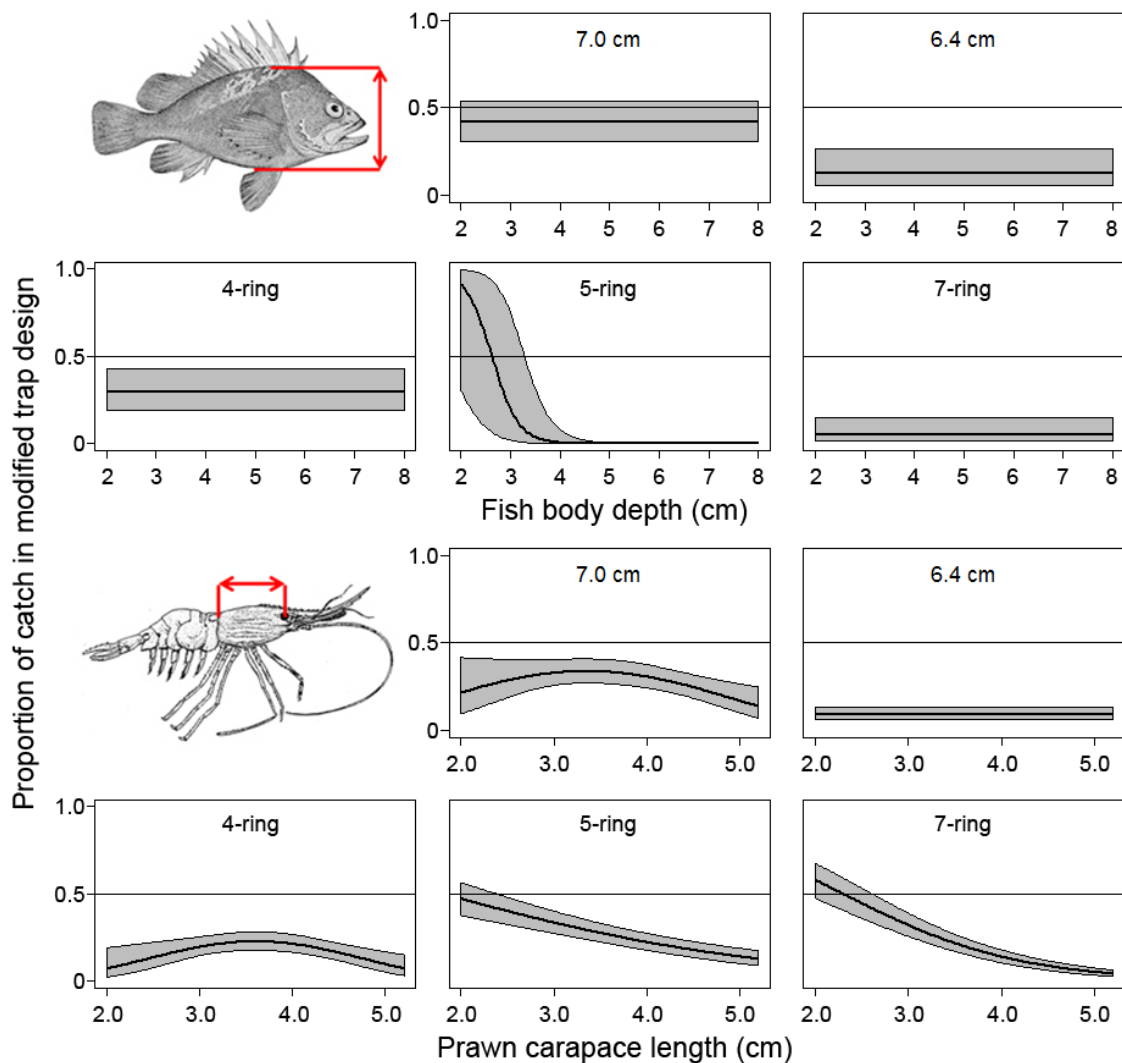 Proportion of catch in modified trap design
7.0 cm
6.4 cm
1.0
0.5
0
2 3 4 5 6 7 8
2 3 4 5 6 7 8
4-ring
5-ring
7-ring
1.0
0.5
0
2 3 4 5 6 7 8
2 3 4 5 6 7 8
2 3 4 5 6 7 8
Fish body depth (cm)
7.0 cm
6.4 cm
1.0
0.5
0
2.0 3.0 4.0 5.0
2.0 3.0 4.0 5.0
4-ring
5-ring
7-ring
1.0
0.5
0
2.0 3.0 4.0 5.0
2.0 3.0 4.0 5.0
2.0 3.0 4.0 5.0
Prawn carapace length (cm)